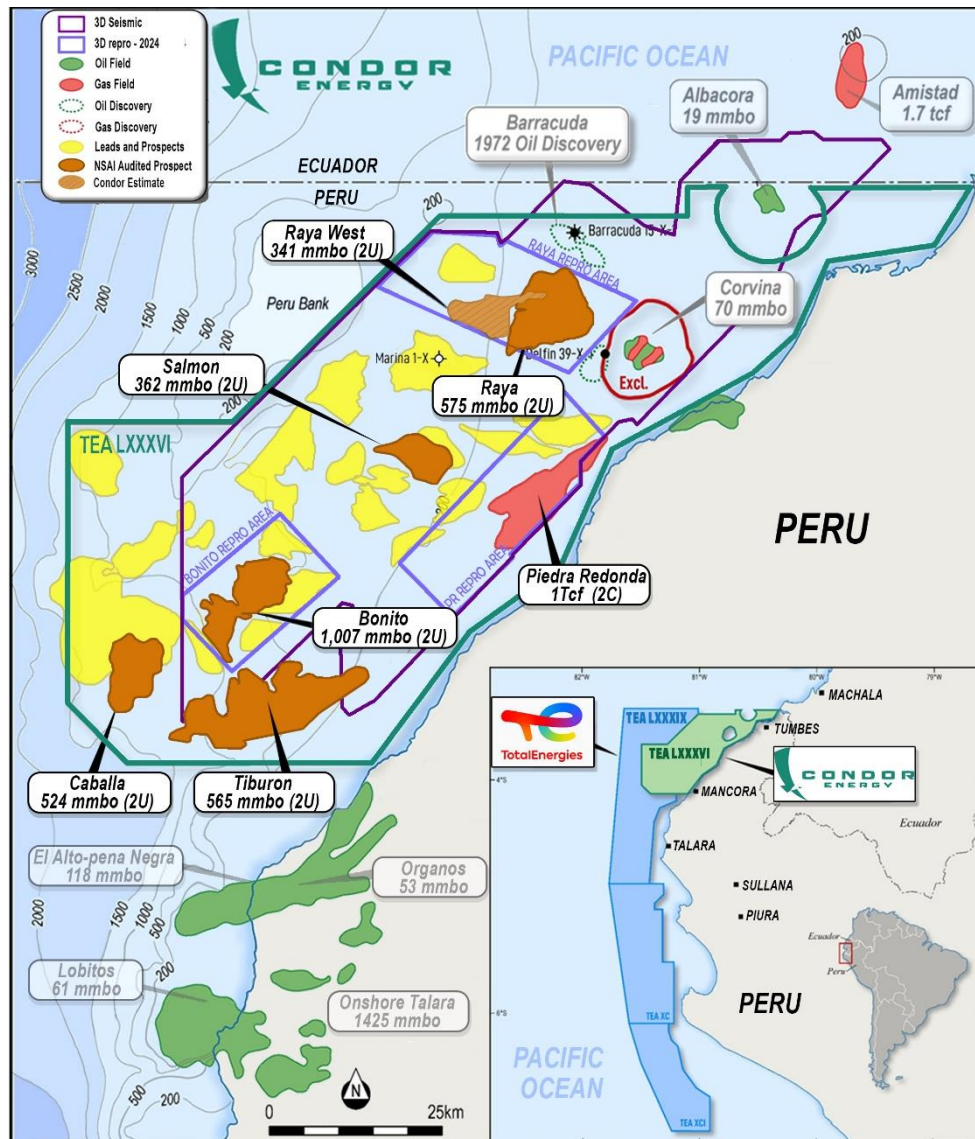 3D Seismic
3D repro - 2024
Oil Field
Gas Field
Oil Discovery
Gas Discovery
Leads and Prospects
NSAI Audited Prospect
Condor Estimate
CONDOR
ENERGY
PACIFIC OCEAN
200
Amistad
1.7 tcf
Albacora
19 mmbo
Barracuda
1972 Oil Discovery
ECUADOR
PERU
200
Barracuda 15-X-
3000
2500
2000
1500
1000
500
200
Peru Bank
Raya West
341 mmbo (2U)
RAYA REPRO AREA
Corvina
70 mmbo
Marina 1-X
Delfin 39-X
Excl.
Salmon
362 mmbo (2U)
Raya
575 mmbo (2U)
200
TEA LXXXVI
PERU
BONITO REPRO AREA
PR REPRO AREA
Piedra Redonda
1Tcf (2C)
Bonito
1,007 mmbo (2U)
Caballa
524 mmbo (2U)
Tiburon
565 mmbo (2U)
El Alto-pena Negra
118 mmbo
Organos
53 mmbo
2000
1500
1000
500
200
Lobitos
61 mmbo
Onshore Talara
1425 mmbo
500
200
N
0
25km
82°W
81°W
80°W
79°W
MACHALA
TotalEnergies
TEA LXXXIX
TUMBES
TEA LXXXVI
CONDOR
ENERGY
4°S
MANCORA
Ecuador
TALARA
SULLANA
PIURA
Ecuador
Peru
PERU
6°S
TEA XC
PACIFIC
OCEAN
TEA XCI